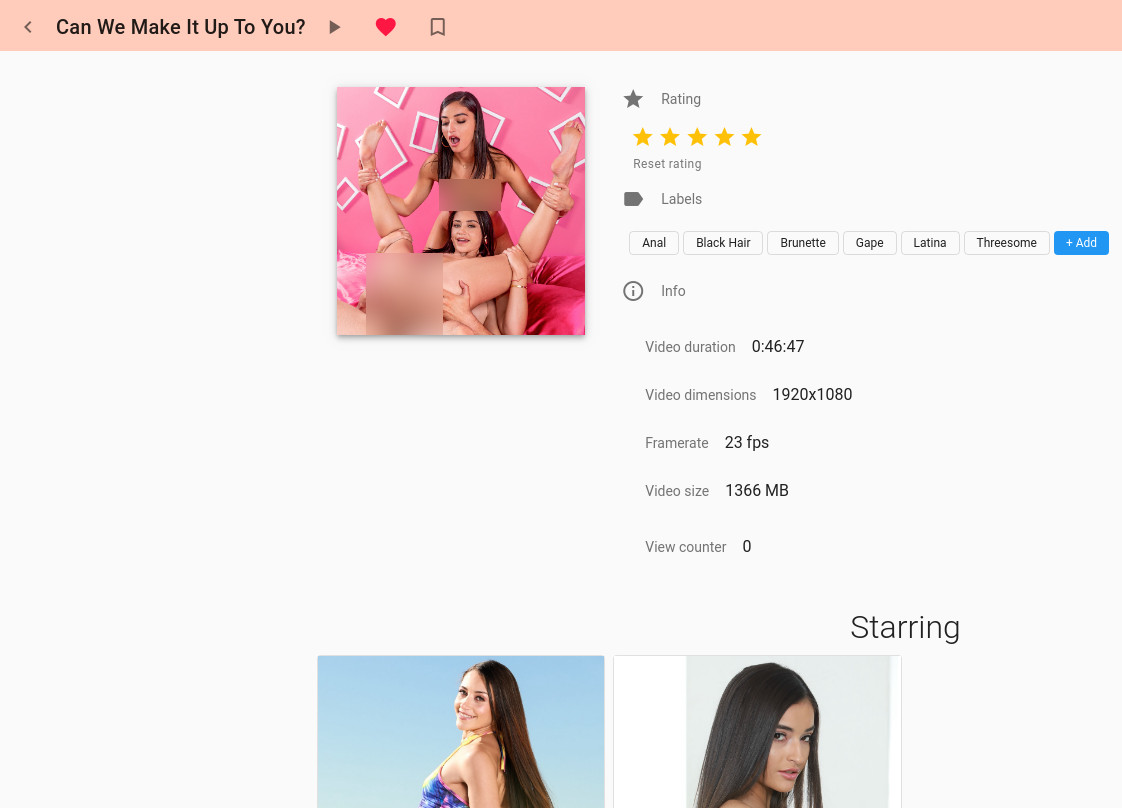 Can We Make It Up To You?
Rating
Reset rating
Labels
Anal Black Hair Brunette Gape Latina Threesome + Add
Info
Video duration 0:46:47
Video dimensions 1920x1080
Framerate 23 fps
Video size 1366 MB
View counter 0
Starring